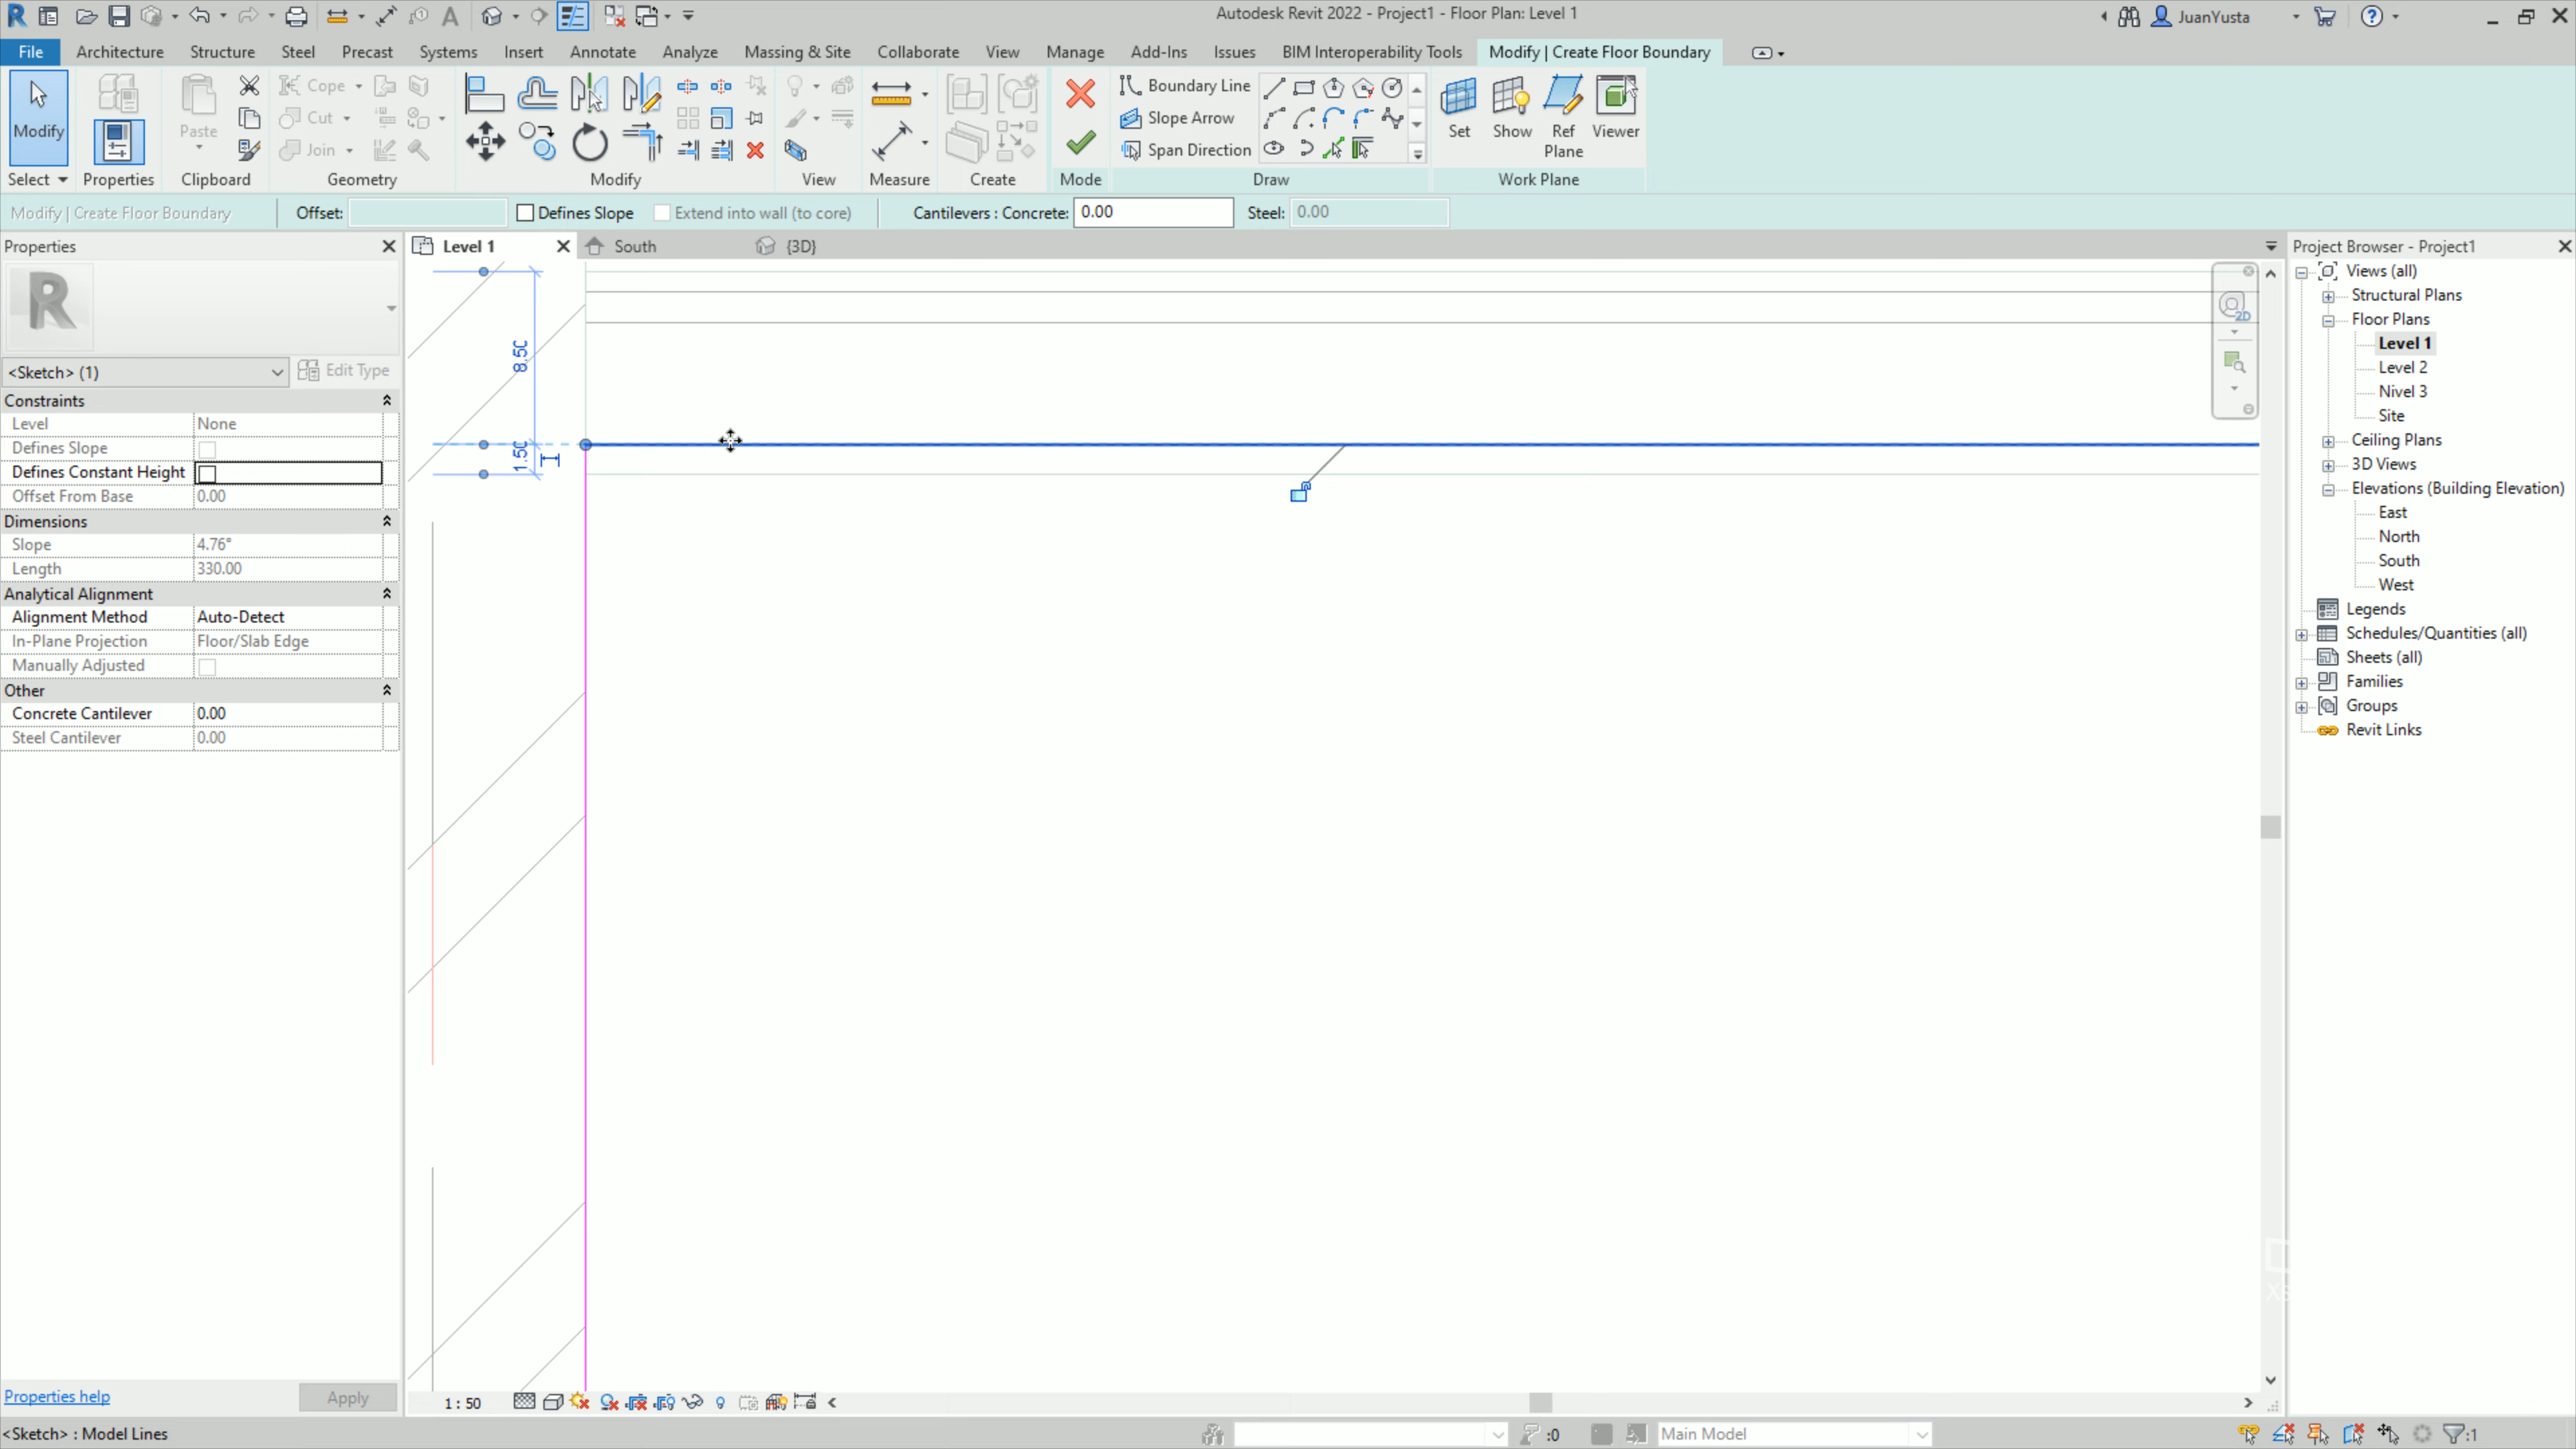 Autodesk Revit 2022 - Project1 - Floor Plan: Level 1
JuanYusta
File Architecture Structure Steel Precast Systems Insert Annotate Analyze Massing & Site Collaborate View Manage Add-Ins Issues BIM Interoperability Tools Modify | Create Floor Boundary
Modify
Paste
Cope
Cut
Join
Boundary Line
Slope Arrow
Span Direction
Set Show Ref Plane Viewer
Select Properties Clipboard Geometry Modify View Measure Create Mode Draw Work Plane
Modify | Create Floor Boundary Offset: Defines Slope Extend into wall (to core) Cantilevers : Concrete: 0.00 Steel: 0.00
Properties
R
<Sketch> (1) Edit Type
Constraints
Level None
Defines Slope
Defines Constant Height
Offset From Base 0.00
Dimensions
Slope 4.76°
Length 330.00
Analytical Alignment
Alignment Method Auto-Detect
In-Plane Projection Floor/Slab Edge
Manually Adjusted
Other
Concrete Cantilever 0.00
Steel Cantilever 0.00
Properties help Apply
Level 1 South {3D}
8.50
1.50
2D
Project Browser - Project1
Views (all)
Structural Plans
Floor Plans
Level 1
Level 2
Nivel 3
Site
Ceiling Plans
3D Views
Elevations (Building Elevation)
East
North
South
West
Legends
Schedules/Quantities (all)
Sheets (all)
Families
Groups
Revit Links
1 : 50
<Sketch> : Model Lines
:0
Main Model
:1